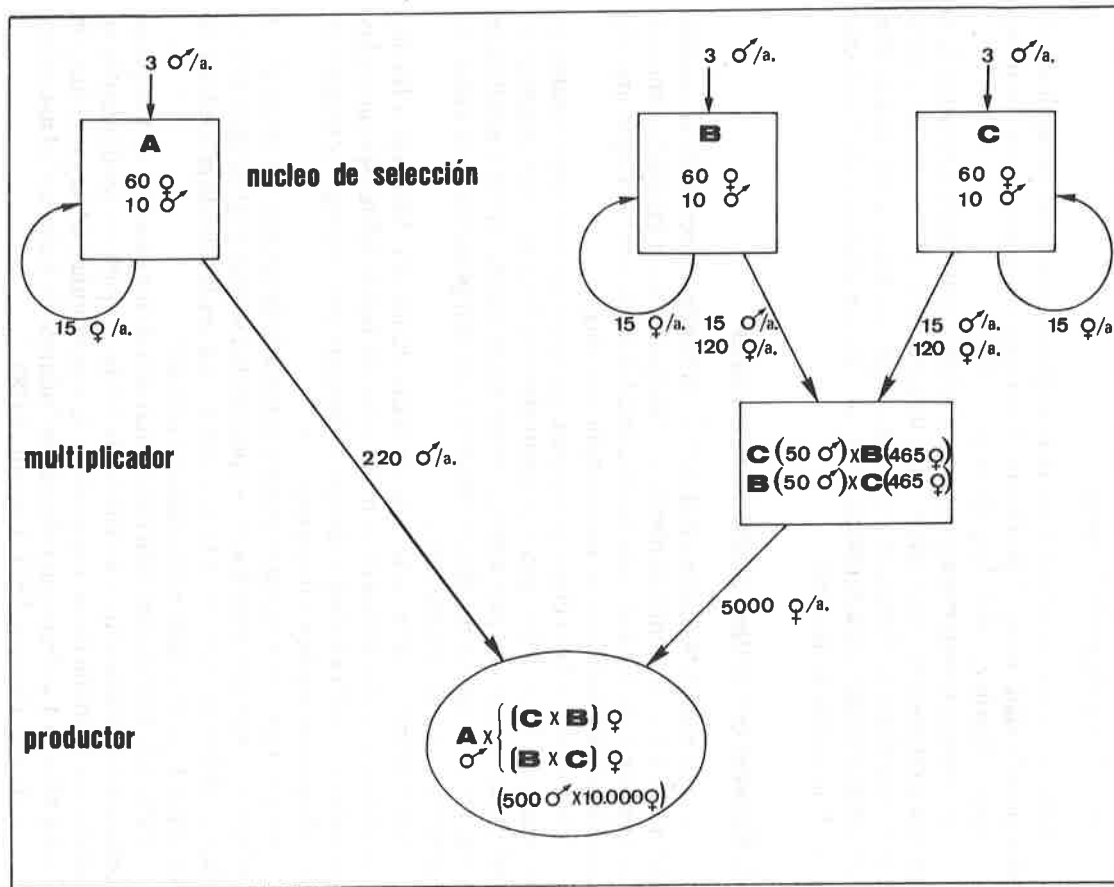 3 ♂/a.
3 ♂/a.
3 ♂/a.
A
60 ♀
10 ♂
nucleo de selección
B
60 ♀
10 ♂
C
60 ♀
10 ♂
15 ♀/a.
15 ♀/a.
15 ♂/a.
120 ♀/a.
15 ♂/a.
120 ♀/a.
15 ♀/a
multiplicador
220 ♂/a.
C (50 ♂) x B (465 ♀)
B (50 ♂) x C (465 ♀)
5000 ♀/a.
productor
A x { (C x B) ♀
♂ (B x C) ♀
(500 ♂ x 10.000 ♀)